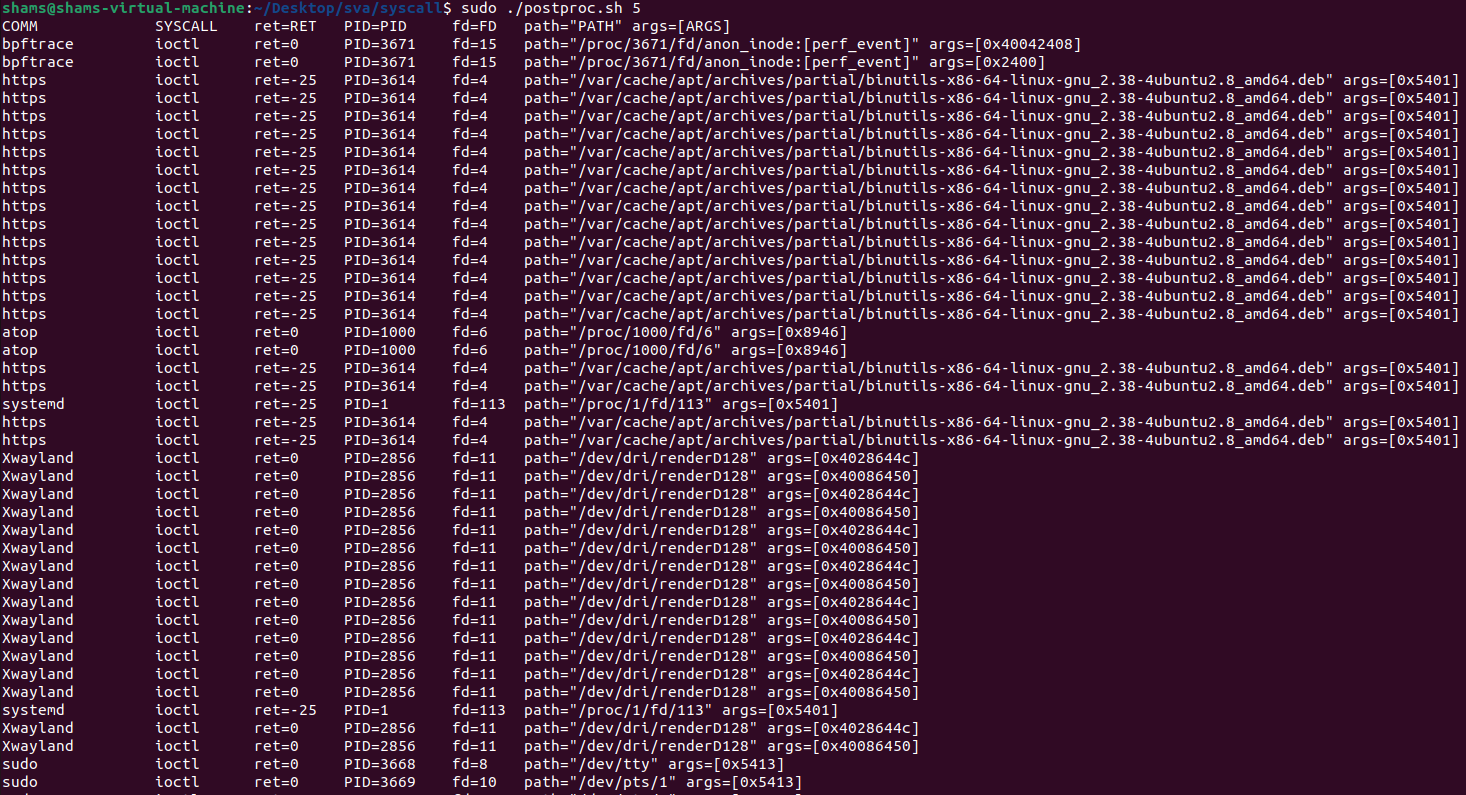 shams@shams-virtual-machine:~/Desktop/sva/syscall$ sudo ./postproc.sh 5
COMM SYSCALL ret=RET PID=PID fd=FD path="PATH" args=[ARGS]
bpftrace ioctl ret=0 PID=3671 fd=15 path="/proc/3671/fd/anon_inode:[perf_event]" args=[0x40042408]
bpftrace ioctl ret=0 PID=3671 fd=15 path="/proc/3671/fd/anon_inode:[perf_event]" args=[0x2400]
https ioctl ret=-25 PID=3614 fd=4 path="/var/cache/apt/archives/partial/binutils-x86-64-linux-gnu_2.38-4ubuntu2.8_amd64.deb" args=[0x5401]
https ioctl ret=-25 PID=3614 fd=4 path="/var/cache/apt/archives/partial/binutils-x86-64-linux-gnu_2.38-4ubuntu2.8_amd64.deb" args=[0x5401]
https ioctl ret=-25 PID=3614 fd=4 path="/var/cache/apt/archives/partial/binutils-x86-64-linux-gnu_2.38-4ubuntu2.8_amd64.deb" args=[0x5401]
https ioctl ret=-25 PID=3614 fd=4 path="/var/cache/apt/archives/partial/binutils-x86-64-linux-gnu_2.38-4ubuntu2.8_amd64.deb" args=[0x5401]
https ioctl ret=-25 PID=3614 fd=4 path="/var/cache/apt/archives/partial/binutils-x86-64-linux-gnu_2.38-4ubuntu2.8_amd64.deb" args=[0x5401]
https ioctl ret=-25 PID=3614 fd=4 path="/var/cache/apt/archives/partial/binutils-x86-64-linux-gnu_2.38-4ubuntu2.8_amd64.deb" args=[0x5401]
https ioctl ret=-25 PID=3614 fd=4 path="/var/cache/apt/archives/partial/binutils-x86-64-linux-gnu_2.38-4ubuntu2.8_amd64.deb" args=[0x5401]
https ioctl ret=-25 PID=3614 fd=4 path="/var/cache/apt/archives/partial/binutils-x86-64-linux-gnu_2.38-4ubuntu2.8_amd64.deb" args=[0x5401]
https ioctl ret=-25 PID=3614 fd=4 path="/var/cache/apt/archives/partial/binutils-x86-64-linux-gnu_2.38-4ubuntu2.8_amd64.deb" args=[0x5401]
https ioctl ret=-25 PID=3614 fd=4 path="/var/cache/apt/archives/partial/binutils-x86-64-linux-gnu_2.38-4ubuntu2.8_amd64.deb" args=[0x5401]
https ioctl ret=-25 PID=3614 fd=4 path="/var/cache/apt/archives/partial/binutils-x86-64-linux-gnu_2.38-4ubuntu2.8_amd64.deb" args=[0x5401]
https ioctl ret=-25 PID=3614 fd=4 path="/var/cache/apt/archives/partial/binutils-x86-64-linux-gnu_2.38-4ubuntu2.8_amd64.deb" args=[0x5401]
https ioctl ret=-25 PID=3614 fd=4 path="/var/cache/apt/archives/partial/binutils-x86-64-linux-gnu_2.38-4ubuntu2.8_amd64.deb" args=[0x5401]
https ioctl ret=-25 PID=3614 fd=4 path="/var/cache/apt/archives/partial/binutils-x86-64-linux-gnu_2.38-4ubuntu2.8_amd64.deb" args=[0x5401]
atop ioctl ret=0 PID=1000 fd=6 path="/proc/1000/fd/6" args=[0x8946]
atop ioctl ret=0 PID=1000 fd=6 path="/proc/1000/fd/6" args=[0x8946]
https ioctl ret=-25 PID=3614 fd=4 path="/var/cache/apt/archives/partial/binutils-x86-64-linux-gnu_2.38-4ubuntu2.8_amd64.deb" args=[0x5401]
https ioctl ret=-25 PID=3614 fd=4 path="/var/cache/apt/archives/partial/binutils-x86-64-linux-gnu_2.38-4ubuntu2.8_amd64.deb" args=[0x5401]
systemd ioctl ret=-25 PID=1 fd=113 path="/proc/1/fd/113" args=[0x5401]
https ioctl ret=-25 PID=3614 fd=4 path="/var/cache/apt/archives/partial/binutils-x86-64-linux-gnu_2.38-4ubuntu2.8_amd64.deb" args=[0x5401]
https ioctl ret=-25 PID=3614 fd=4 path="/var/cache/apt/archives/partial/binutils-x86-64-linux-gnu_2.38-4ubuntu2.8_amd64.deb" args=[0x5401]
Xwayland ioctl ret=0 PID=2856 fd=11 path="/dev/dri/renderD128" args=[0x4028644c]
Xwayland ioctl ret=0 PID=2856 fd=11 path="/dev/dri/renderD128" args=[0x40086450]
Xwayland ioctl ret=0 PID=2856 fd=11 path="/dev/dri/renderD128" args=[0x4028644c]
Xwayland ioctl ret=0 PID=2856 fd=11 path="/dev/dri/renderD128" args=[0x40086450]
Xwayland ioctl ret=0 PID=2856 fd=11 path="/dev/dri/renderD128" args=[0x4028644c]
Xwayland ioctl ret=0 PID=2856 fd=11 path="/dev/dri/renderD128" args=[0x40086450]
Xwayland ioctl ret=0 PID=2856 fd=11 path="/dev/dri/renderD128" args=[0x4028644c]
Xwayland ioctl ret=0 PID=2856 fd=11 path="/dev/dri/renderD128" args=[0x40086450]
Xwayland ioctl ret=0 PID=2856 fd=11 path="/dev/dri/renderD128" args=[0x4028644c]
Xwayland ioctl ret=0 PID=2856 fd=11 path="/dev/dri/renderD128" args=[0x40086450]
Xwayland ioctl ret=0 PID=2856 fd=11 path="/dev/dri/renderD128" args=[0x4028644c]
Xwayland ioctl ret=0 PID=2856 fd=11 path="/dev/dri/renderD128" args=[0x40086450]
Xwayland ioctl ret=0 PID=2856 fd=11 path="/dev/dri/renderD128" args=[0x4028644c]
Xwayland ioctl ret=0 PID=2856 fd=11 path="/dev/dri/renderD128" args=[0x40086450]
systemd ioctl ret=-25 PID=1 fd=113 path="/proc/1/fd/113" args=[0x5401]
Xwayland ioctl ret=0 PID=2856 fd=11 path="/dev/dri/renderD128" args=[0x4028644c]
Xwayland ioctl ret=0 PID=2856 fd=11 path="/dev/dri/renderD128" args=[0x40086450]
sudo ioctl ret=0 PID=3668 fd=8 path="/dev/tty" args=[0x5413]
sudo ioctl ret=0 PID=3669 fd=10 path="/dev/pts/1" args=[0x5413]